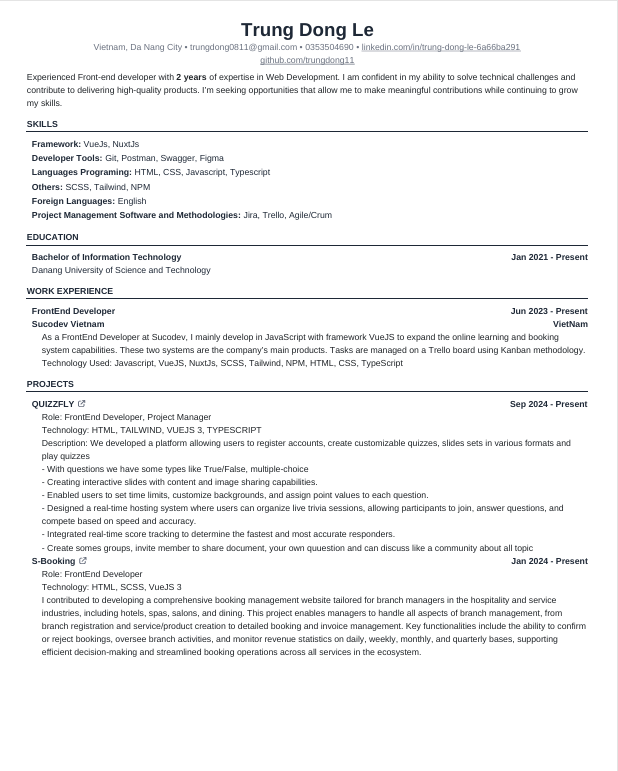 Trung Dong Le
Vietnam, Da Nang City • trungdong0811@gmail.com • 0353504690 • linkedin.com/in/trung-dong-le-6a66ba291
github.com/trungdong11
Experienced Front-end developer with 2 years of expertise in Web Development. I am confident in my ability to solve technical challenges and
contribute to delivering high-quality products. I'm seeking opportunities that allow me to make meaningful contributions while continuing to grow
my skills.
SKILLS
Framework: VueJs, NuxtJs
Developer Tools: Git, Postman, Swagger, Figma
Languages Programing: HTML, CSS, Javascript, Typescript
Others: SCSS, Tailwind, NPM
Foreign Languages: English
Project Management Software and Methodologies: Jira, Trello, Agile/Crum
EDUCATION
Bachelor of Information Technology Jan 2021 - Present
Danang University of Science and Technology
WORK EXPERIENCE
FrontEnd Developer Jun 2023 - Present
Sucodev Vietnam VietNam
As a FrontEnd Developer at Sucodev, I mainly develop in JavaScript with framework VueJS to expand the online learning and booking
system capabilities. These two systems are the company's main products. Tasks are managed on a Trello board using Kanban methodology.
Technology Used: Javascript, VueJS, NuxtJs, SCSS, Tailwind, NPM, HTML, CSS, TypeScript
PROJECTS
QUIZZFLY Sep 2024 - Present
Role: FrontEnd Developer, Project Manager
Technology: HTML, TAILWIND, VUEJS 3, TYPESCRIPT
Description: We developed a platform allowing users to register accounts, create customizable quizzes, slides sets in various formats and
play quizzes
- With questions we have some types like True/False, multiple-choice
- Creating interactive slides with content and image sharing capabilities.
- Enabled users to set time limits, customize backgrounds, and assign point values to each question.
- Designed a real-time hosting system where users can organize live trivia sessions, allowing participants to join, answer questions, and
compete based on speed and accuracy.
- Integrated real-time score tracking to determine the fastest and most accurate responders.
- Create somes groups, invite member to share document, your own quuestion and can discuss like a community about all topic
S-Booking Jan 2024 - Present
Role: FrontEnd Developer
Technology: HTML, SCSS, VueJS 3
I contributed to developing a comprehensive booking management website tailored for branch managers in the hospitality and service
industries, including hotels, spas, salons, and dining. This project enables managers to handle all aspects of branch management, from
branch registration and service/product creation to detailed booking and invoice management. Key functionalities include the ability to confirm
or reject bookings, oversee branch activities, and monitor revenue statistics on daily, weekly, monthly, and quarterly bases, supporting
efficient decision-making and streamlined booking operations across all services in the ecosystem.